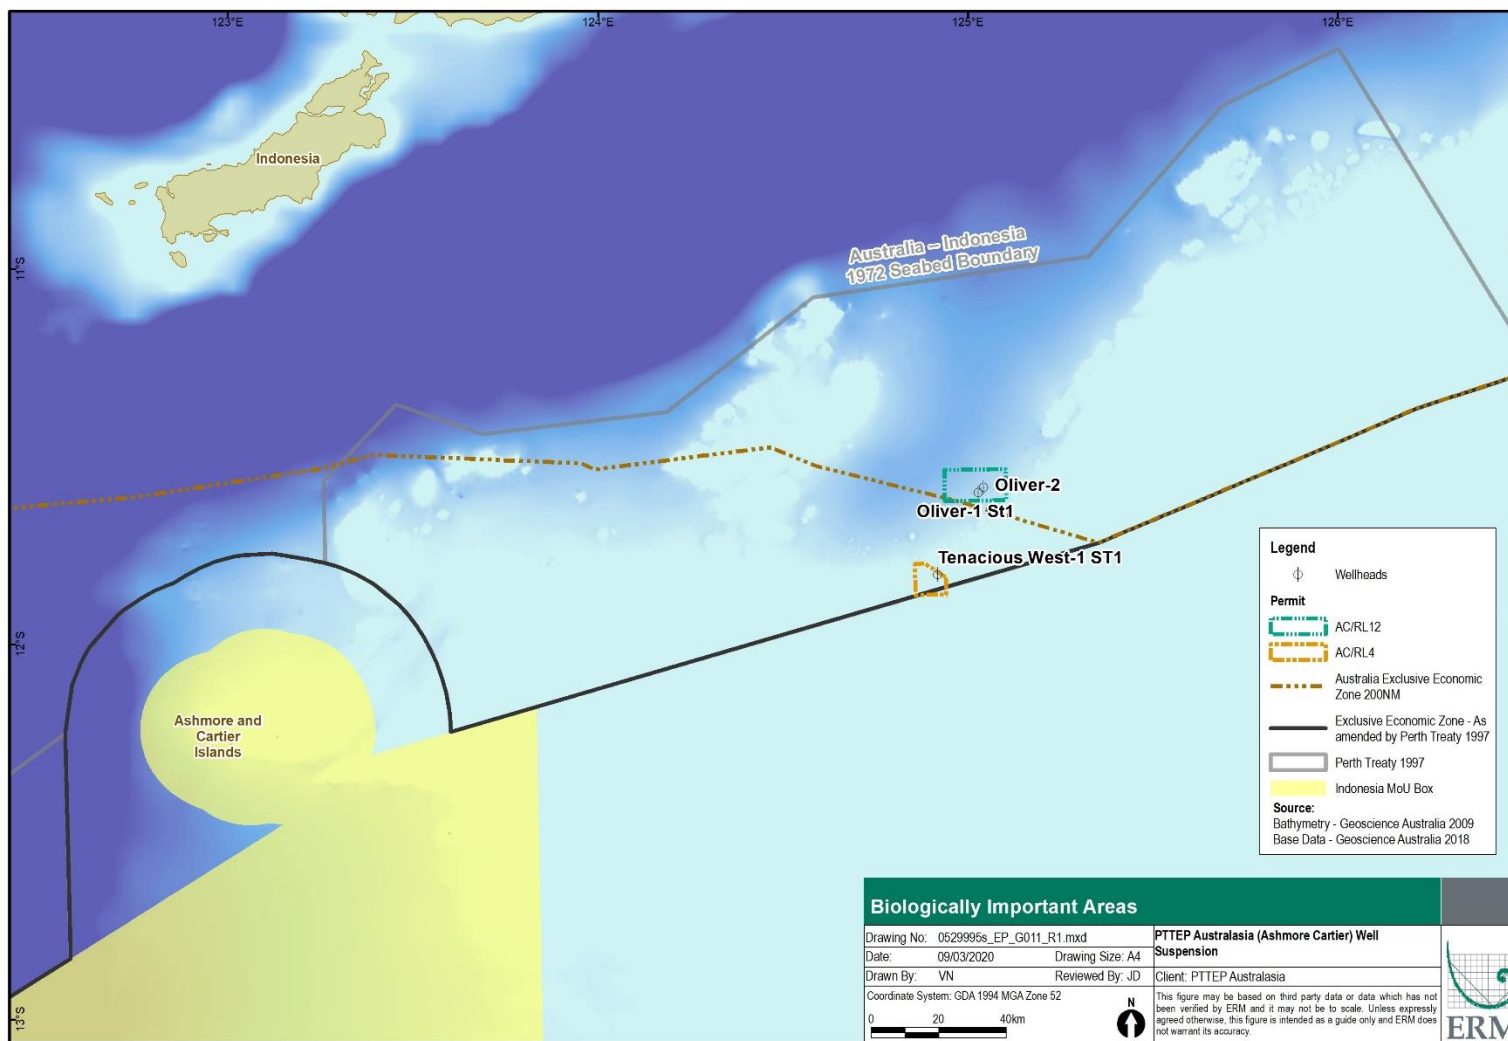 123°E
124°E
125°E
126°E
Indonesia
11°S
Australia – Indonesia
1972 Seabed Boundary
Oliver-2
Oliver-1 St1
Tenacious West-1 ST1
12°S
Ashmore and
Cartier
Islands
13°S
Legend
Wellheads
Permit
AC/RL12
AC/RL4
Australia Exclusive Economic
Zone 200NM
Exclusive Economic Zone - As
amended by Perth Treaty 1997
Perth Treaty 1997
Indonesia MoU Box
Source:
Bathymetry - Geoscience Australia 2009
Base Data - Geoscience Australia 2018
Biologically Important Areas
Drawing No: 0529995s_EP_G011_R1.mxd
Date: 09/03/2020 Drawing Size: A4
Drawn By: VN Reviewed By: JD
Coordinate System: GDA 1994 MGA Zone 52
0 20 40km
N
PTTEP Australasia (Ashmore Cartier) Well
Suspension
Client: PTTEP Australasia
This figure may be based on third party data or data which has not
been verified by ERM and it may not be to scale. Unless expressly
agreed otherwise, this figure is intended as a guide only and ERM does
not warrant its accuracy.
ERM